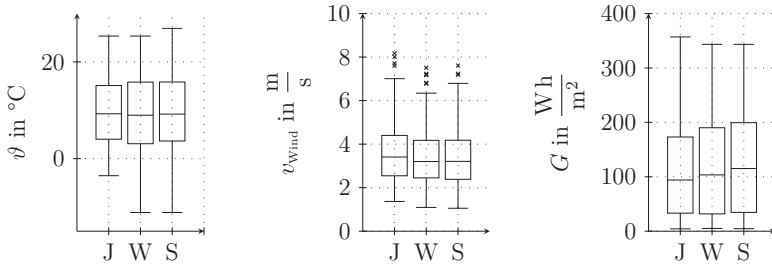 ϑ in °C
20
0
J W S
v_Wind in m/s
10
8
6
4
2
0
J W S
G in Wh/m²
400
300
200
100
0
J W S